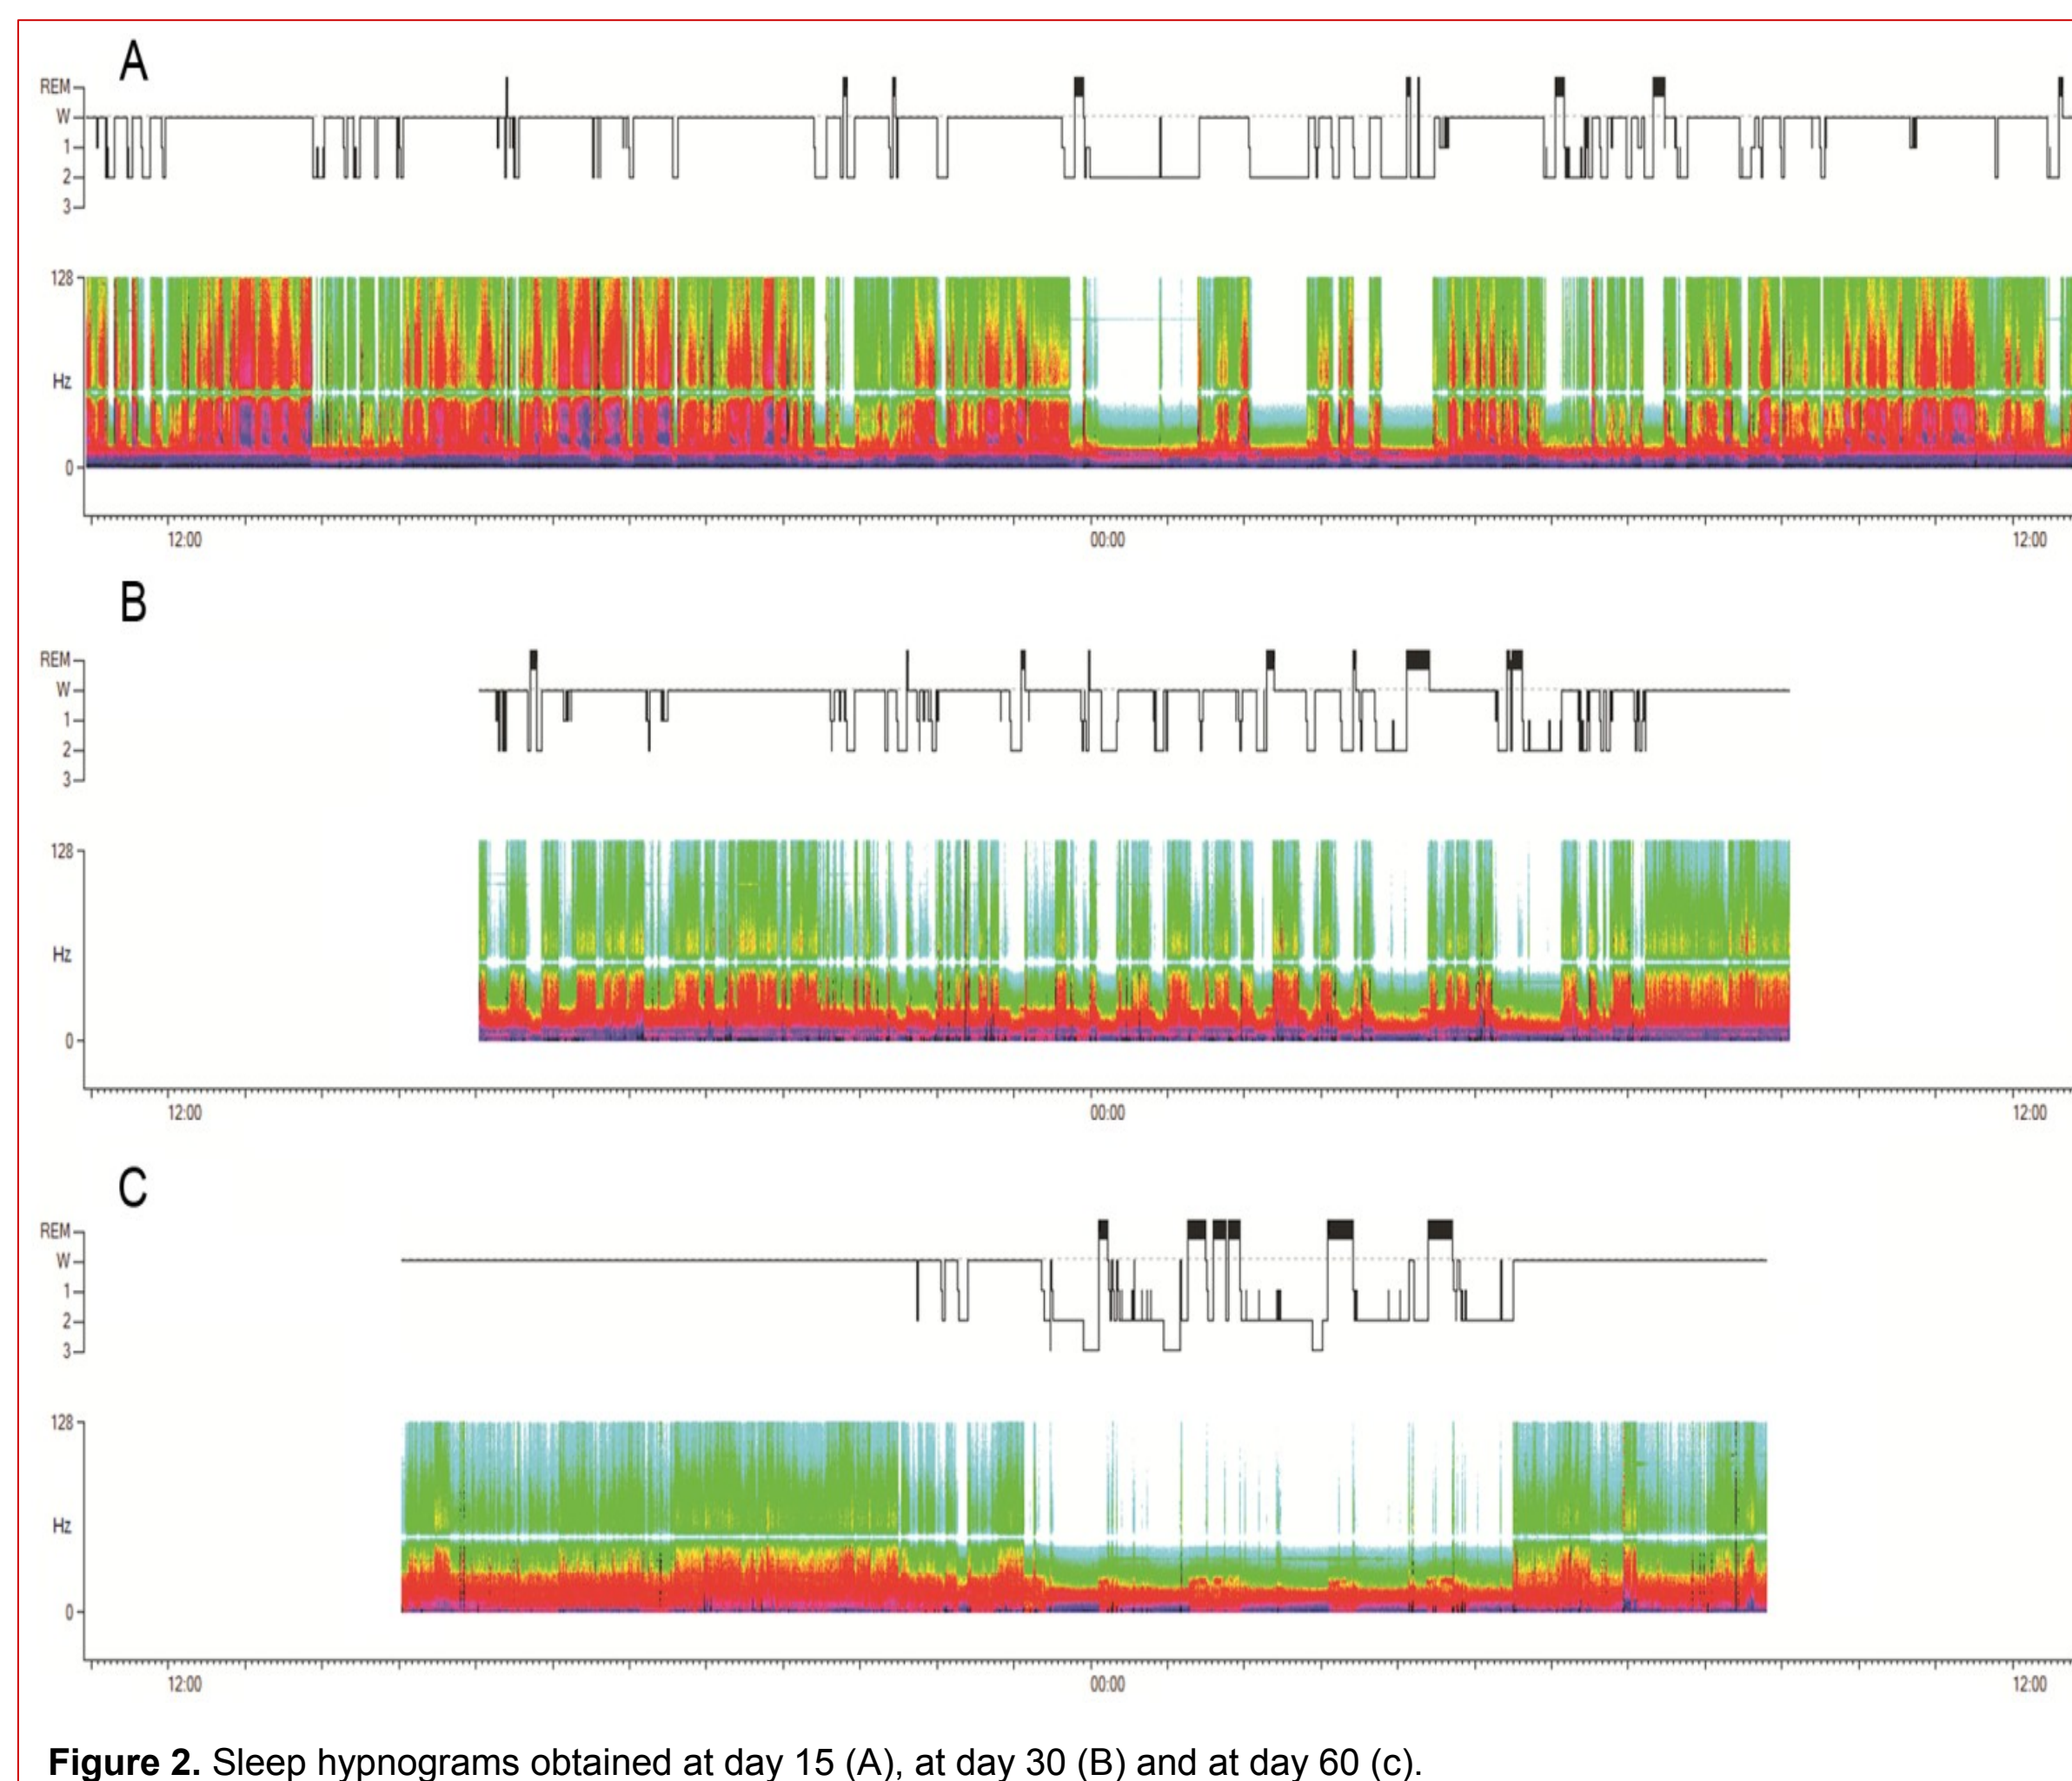 A
REM
W
1
2
3
128
Hz
0
12:00 00:00 12:00
B
REM
W
1
2
3
128
Hz
0
12:00 00:00 12:00
C
REM
W
1
2
3
128
Hz
0
12:00 00:00 12:00
Figure 2. Sleep hypnograms obtained at day 15 (A), at day 30 (B) and at day 60 (c).